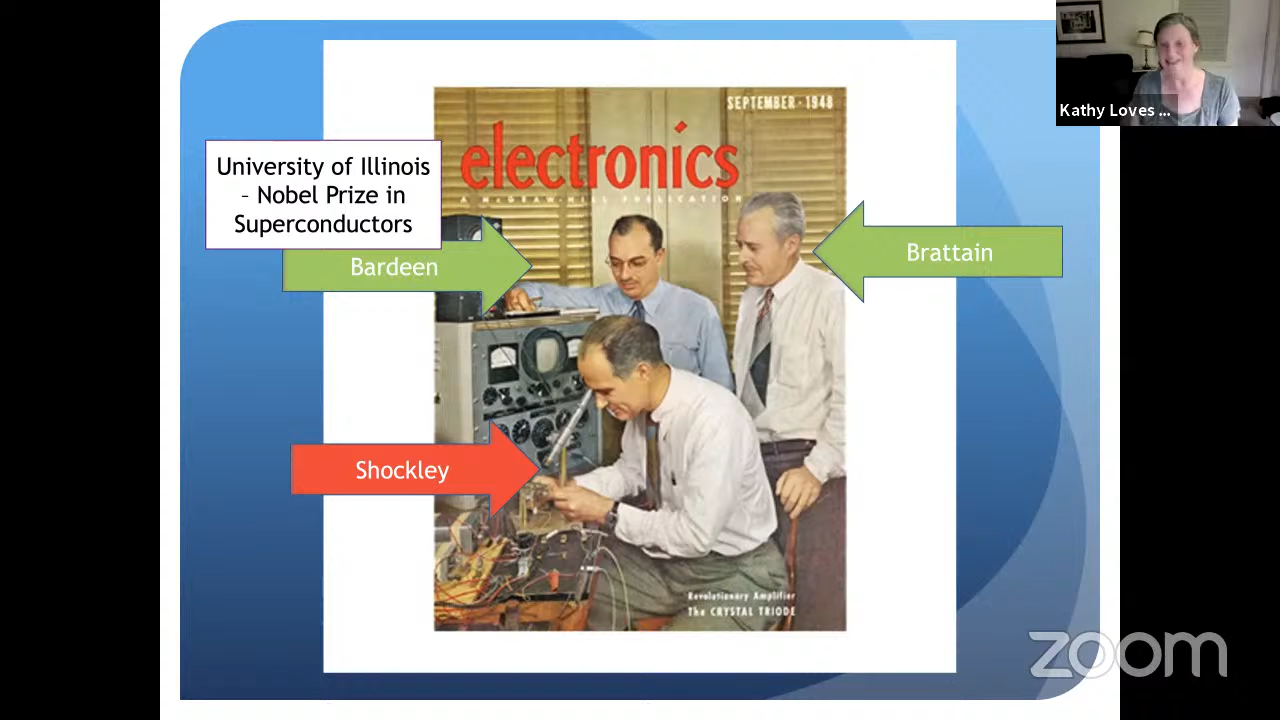 SEPTEMBER · 1948
electronics
A McGRAW-HILL PUBLICATION
University of Illinois
– Nobel Prize in
Superconductors
Bardeen
Brattain
Shockley
Revolutionary Amplifier
The CRYSTAL TRIODE
Kathy Loves ...
zoom